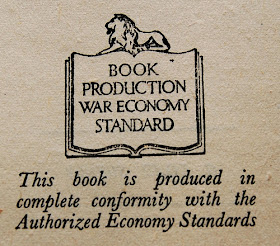 BOOK
PRODUCTION
WAR ECONOMY
STANDARD
This book is produced in
complete conformity with the
Authorized Economy Standards